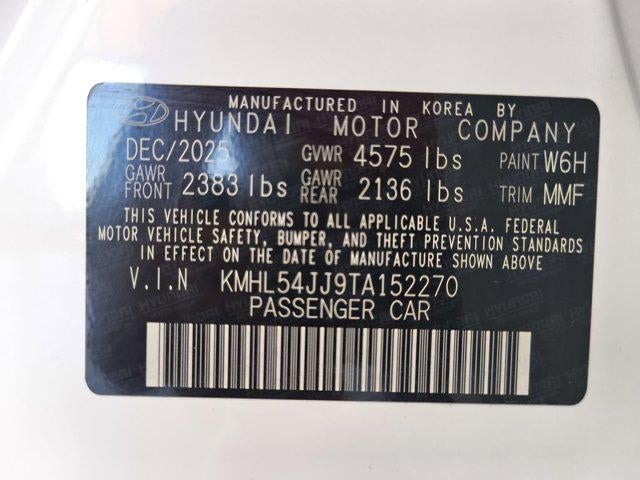 MANUFACTURED IN KOREA BY
HYUNDAI MOTOR COMPANY
DEC/2025 GVWR 4575 lbs PAINT W6H
GAWR FRONT 2383 lbs GAWR REAR 2136 lbs TRIM MMF
THIS VEHICLE CONFORMS TO ALL APPLICABLE U.S.A. FEDERAL
MOTOR VEHICLE SAFETY, BUMPER, AND THEFT PREVENTION STANDARDS
IN EFFECT ON THE DATE OF MANUFACTURE SHOWN ABOVE.
V.I.N KMHL54JJ9TA152270
PASSENGER CAR